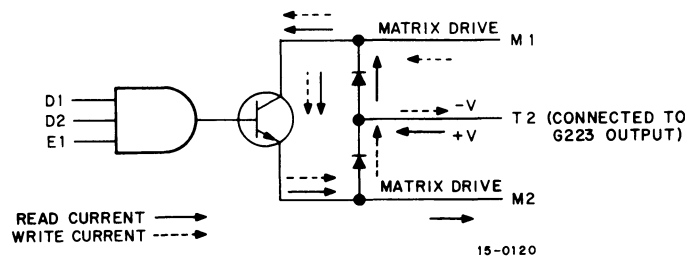 MATRIX DRIVE M1
D1
D2
E1
-V
T2 (CONNECTED TO
G223 OUTPUT)
+V
MATRIX DRIVE
M2
READ CURRENT
WRITE CURRENT
15-0120